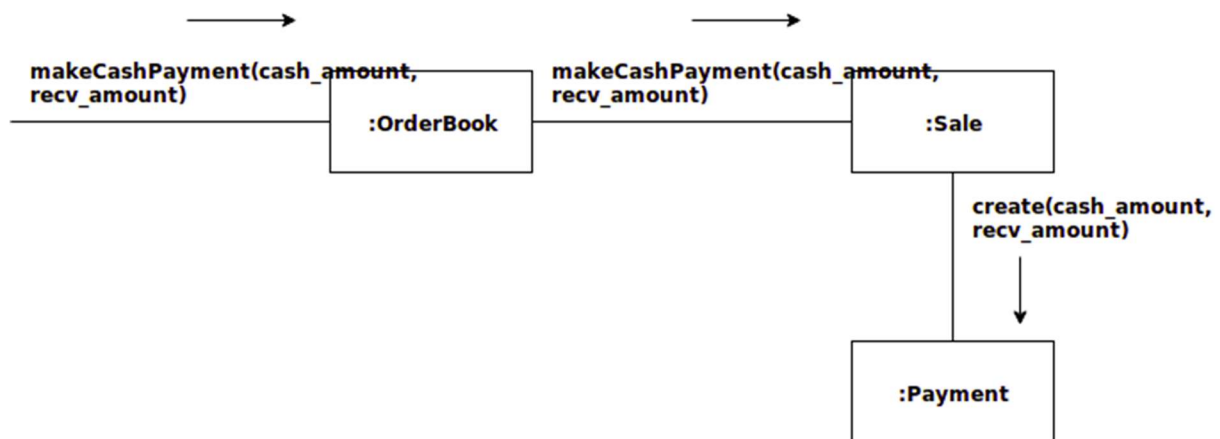 makeCashPayment(cash_amount,
recv_amount)
:OrderBook
makeCashPayment(cash_amount,
recv_amount)
:Sale
create(cash_amount,
recv_amount)
:Payment